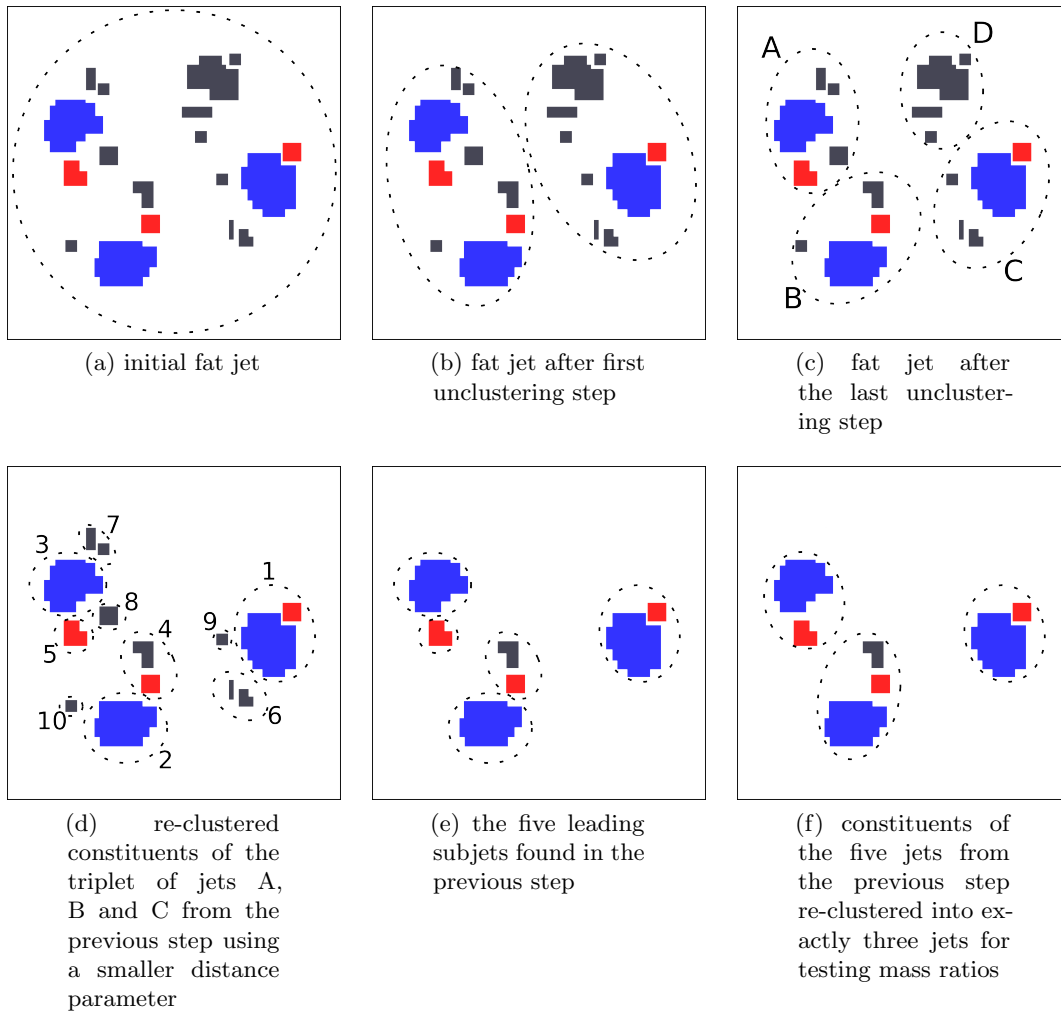 A
D
B
C
(a) initial fat jet
(b) fat jet after first
unclustering step
(c) fat jet after
the last uncluster-
ing step
7
3
1
8
4
9
5
10
6
2
(d) re-clustered
constituents of the
triplet of jets A,
B and C from the
previous step using
a smaller distance
parameter
(e) the five leading
subjets found in the
previous step
(f) constituents of
the five jets from
the previous step
re-clustered into ex-
actly three jets for
testing mass ratios